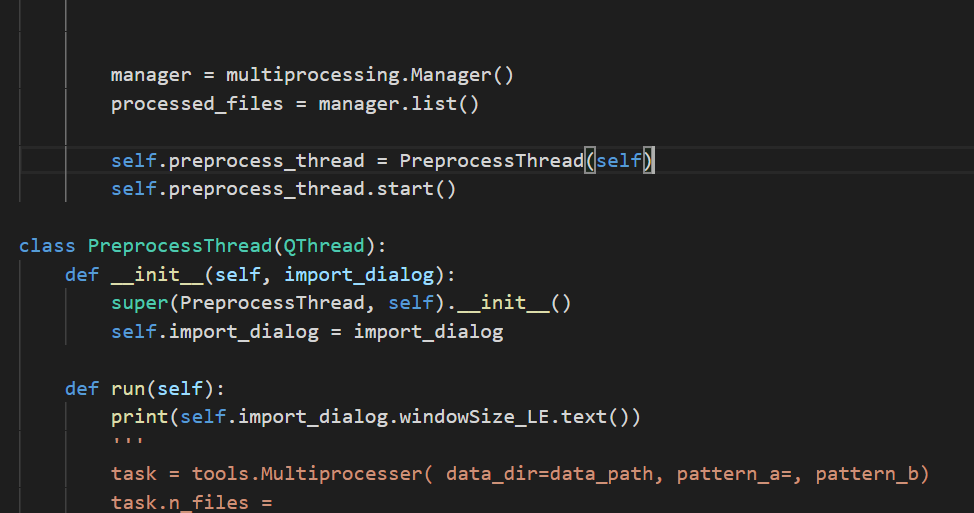 manager = multiprocessing.Manager()
processed_files = manager.list()
self.preprocess_thread = PreprocessThread(self)
self.preprocess_thread.start()
class PreprocessThread(QThread):
def __init__(self, import_dialog):
super(PreprocessThread, self).__init__()
self.import_dialog = import_dialog
def run(self):
print(self.import_dialog.windowSize_LE.text())
'''
task = tools.Multiprocesser( data_dir=data_path, pattern_a=, pattern_b)
task.n_files =